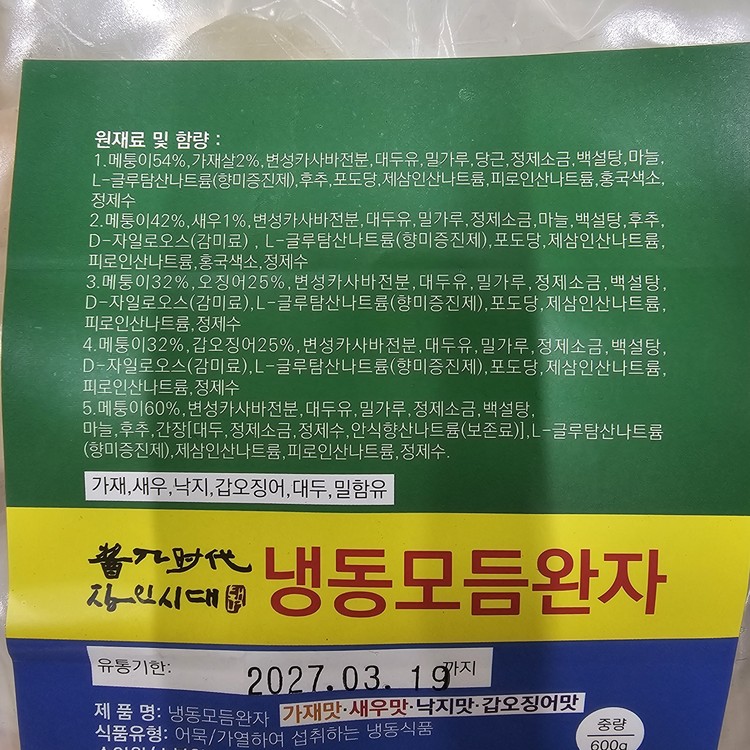 원재료 및 함량 :
1.메퉁이54%,가재살2%,변성카사바전분,대두유,밀가루,당근,정제소금,백설탕,마늘,
L-글루탐산나트륨(향미증진제),후추,포도당,제삼인산나트륨,피로인산나트륨,홍국색소,
정제수
2.메퉁이42%,새우1%,변성카사바전분,대두유,밀가루,정제소금,마늘,백설탕,후추,
D-자일로오스(감미료) , L-글루탐산나트륨(향미증진제),포도당,제삼인산나트륨,
피로인산나트륨,홍국색소,정제수
3.메퉁이32%,오징어25%,변성카사바전분,대두유,밀가루,정제소금,백설탕,
D-자일로오스(감미료),L-글루탐산나트륨(향미증진제),포도당,제삼인산나트륨,
피로인산나트륨,정제수
4.메퉁이32%,갑오징어25%,변성카사바전분,대두유,밀가루,정제소금,백설탕,
D-자일로오스(감미료),L-글루탐산나트륨(향미증진제),포도당,제삼인산나트륨,
피로인산나트륨,정제수
5.메퉁이60%,변성카사바전분,대두유,밀가루,정제소금,백설탕,
마늘,후추,간장[대두,정제소금,정제수,안식향산나트륨(보존료)],L-글루탐산나트륨
(향미증진제),제삼인산나트륨,피로인산나트륨,정제수.
가재,새우,낙지,갑오징어,대두,밀함유
酱人时代
장인시대
냉동모듬완자
유통기한: 2027.03.19까지
제 품 명: 냉동모듬완자 가재맛·새우맛·낙지맛·갑오징어맛
식품유형: 어묵/가열하여 섭취하는 냉동식품
중량
600g